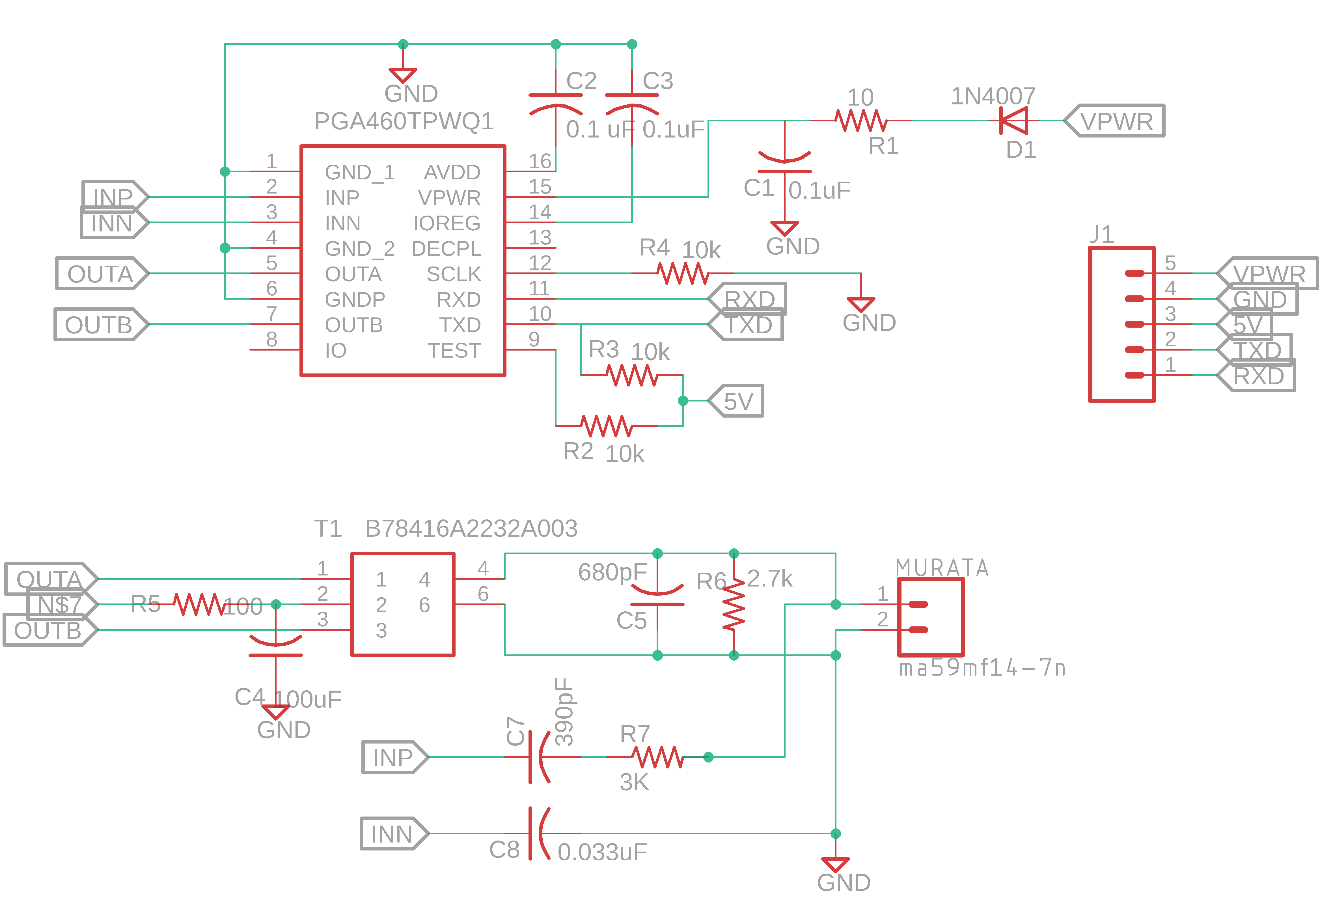 GND
PGA460TPWQ1
C2
0.1 uF
C3
0.1uF
10
R1
1N4007
D1
VPWR
C1
0.1uF
GND
INP
INN
OUTA
OUTB
1 GND_1 AVDD 16
2 INP VPWR 15
3 INN IOREG 14
4 GND_2 DECPL 13
5 OUTA SCLK 12
6 GNDP RXD 11
7 OUTB TXD 10
8 IO TEST 9
R4 10k
GND
RXD
TXD
R3 10k
5V
R2 10k
J1
5 VPWR
4 GND
3 5V
2 TXD
1 RXD
T1 B78416A2232A003
OUTA
N$7
OUTB
R5 100
C4 100uF
GND
1 1 4 4
2 2 6 6
3 3
680pF
C5
R6 2.7k
MURATA
1
2
ma59mf14-7n
INP
C7
390pF
R7
3K
INN
C8 0.033uF
GND